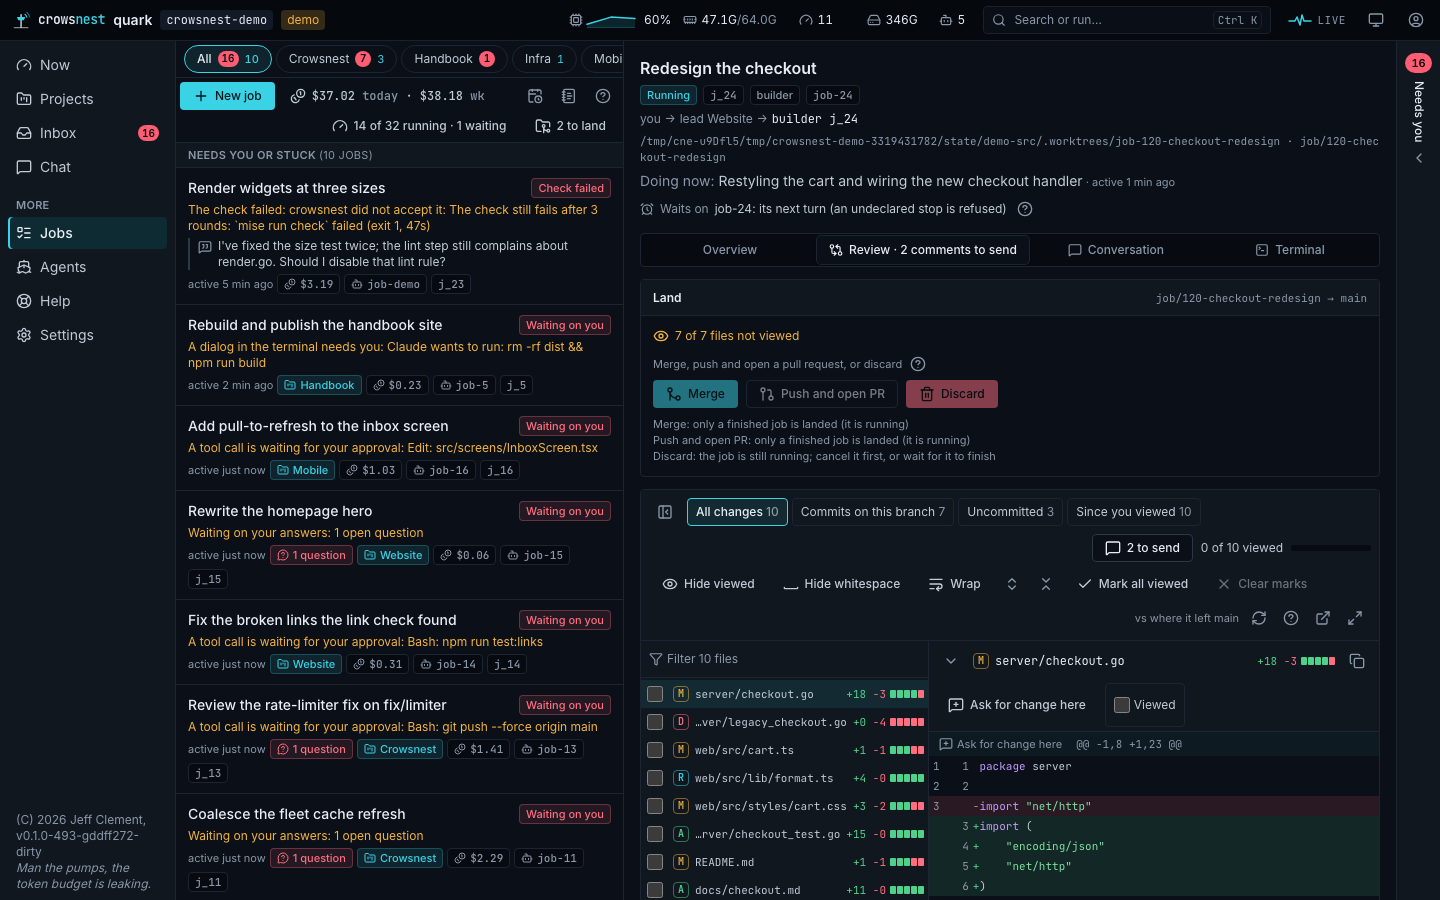 crowsnest quark crowsnest-demo demo
60% 47.1G/64.0G 11 346G 5 Search or run... Ctrl K LIVE
Now
Projects
Inbox 16
Chat
MORE
Jobs
Agents
Help
Settings
(C) 2026 Jeff Clement,
v0.1.0-493-gddff272-
dirty
Man the pumps, the
token budget is leaking.
All 16 10 Crowsnest 7 3 Handbook 1 Infra 1 Mobi
New job $37.02 today · $38.18 wk
14 of 32 running · 1 waiting 2 to land
NEEDS YOU OR STUCK (10 JOBS)
Render widgets at three sizes Check failed
The check failed: crowsnest did not accept it: The check still fails after 3
rounds: `mise run check` failed (exit 1, 47s)
I've fixed the size test twice; the lint step still complains about
render.go. Should I disable that lint rule?
active 5 min ago $3.19 job-demo j_23
Rebuild and publish the handbook site Waiting on you
A dialog in the terminal needs you: Claude wants to run: rm -rf dist &&
npm run build
active 2 min ago Handbook $0.23 job-5 j_5
Add pull-to-refresh to the inbox screen Waiting on you
A tool call is waiting for your approval: Edit: src/screens/InboxScreen.tsx
active just now Mobile $1.03 job-16 j_16
Rewrite the homepage hero Waiting on you
Waiting on your answers: 1 open question
active just now 1 question Website $0.06 job-15
j_15
Fix the broken links the link check found Waiting on you
A tool call is waiting for your approval: Bash: npm run test:links
active just now Website $0.31 job-14 j_14
Review the rate-limiter fix on fix/limiter Waiting on you
A tool call is waiting for your approval: Bash: git push --force origin main
active just now 1 question Crowsnest $1.41 job-13
j_13
Coalesce the fleet cache refresh Waiting on you
Waiting on your answers: 1 open question
active just now 1 question Crowsnest $2.29 job-11
j_11
Redesign the checkout
Running j_24 builder job-24
you → lead Website → builder j_24
/tmp/cne-u9Dfl5/tmp/crowsnest-demo-3319431782/state/demo-src/.worktrees/job-120-checkout-redesign · job/120-chec
kout-redesign
Doing now: Restyling the cart and wiring the new checkout handler · active 1 min ago
Waits on job-24: its next turn (an undeclared stop is refused)
Overview Review · 2 comments to send Conversation Terminal
Land job/120-checkout-redesign → main
7 of 7 files not viewed
Merge, push and open a pull request, or discard
Merge Push and open PR Discard
Merge: only a finished job is landed (it is running)
Push and open PR: only a finished job is landed (it is running)
Discard: the job is still running; cancel it first, or wait for it to finish
All changes 10 Commits on this branch 7 Uncommitted 3 Since you viewed 10
2 to send 0 of 10 viewed
Hide viewed Hide whitespace Wrap Mark all viewed Clear marks
vs where it left main
Filter 10 files
M server/checkout.go +18 -3
D …ver/legacy_checkout.go +0 -4
M web/src/cart.ts +1 -1
R web/src/lib/format.ts +4 -0
M web/src/styles/cart.css +3 -2
A …rver/checkout_test.go +15 -0
M README.md +1 -1
A docs/checkout.md +11 -0
M server/checkout.go +18 -3
Ask for change here Viewed
Ask for change here @@ -1,8 +1,23 @@
1 1 package server
2 2
3 -import "net/http"
3 +import (
4 + "encoding/json"
5 + "net/http"
6 +)
16
Needs you